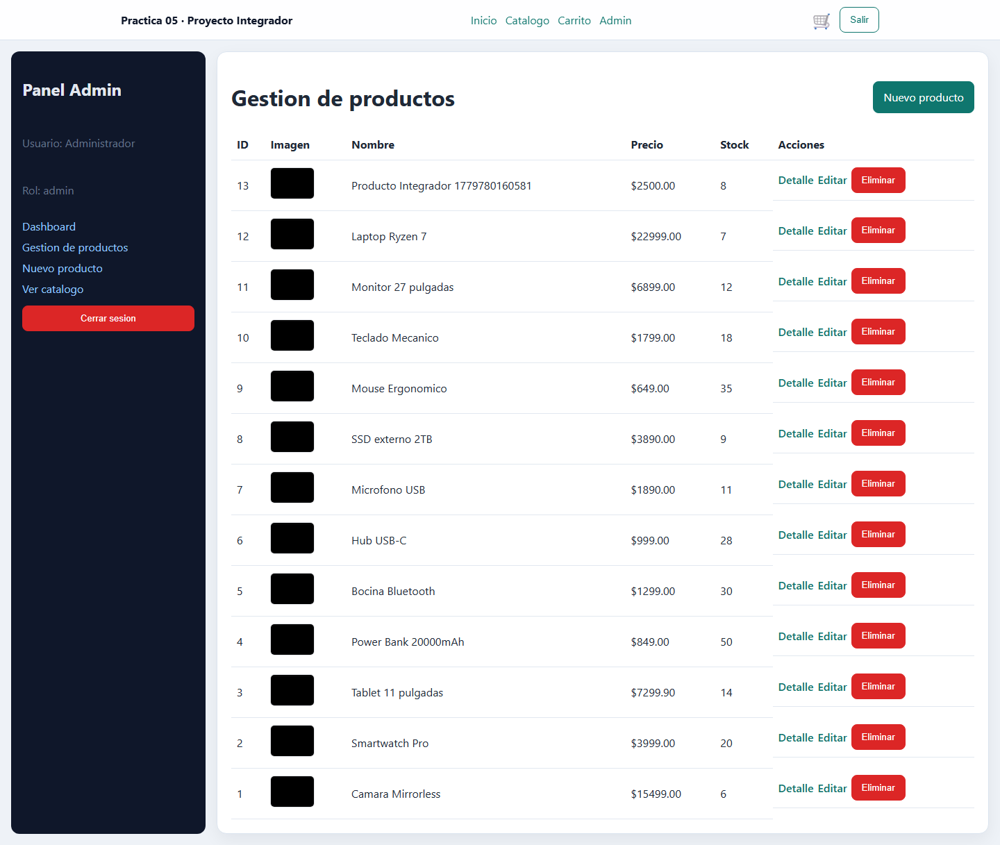 Practica 05 · Proyecto Integrador
Inicio Catalogo Carrito Admin
Salir
Panel Admin
Usuario: Administrador
Rol: admin
Dashboard
Gestion de productos
Nuevo producto
Ver catalogo
Cerrar sesion
Gestion de productos
Nuevo producto
ID Imagen Nombre Precio Stock Acciones
13 Producto Integrador 1779780160581 $2500.00 8 Detalle Editar Eliminar
12 Laptop Ryzen 7 $22999.00 7 Detalle Editar Eliminar
11 Monitor 27 pulgadas $6899.00 12 Detalle Editar Eliminar
10 Teclado Mecanico $1799.00 18 Detalle Editar Eliminar
9 Mouse Ergonomico $649.00 35 Detalle Editar Eliminar
8 SSD externo 2TB $3890.00 9 Detalle Editar Eliminar
7 Microfono USB $1890.00 11 Detalle Editar Eliminar
6 Hub USB-C $999.00 28 Detalle Editar Eliminar
5 Bocina Bluetooth $1299.00 30 Detalle Editar Eliminar
4 Power Bank 20000mAh $849.00 50 Detalle Editar Eliminar
3 Tablet 11 pulgadas $7299.90 14 Detalle Editar Eliminar
2 Smartwatch Pro $3999.00 20 Detalle Editar Eliminar
1 Camara Mirrorless $15499.00 6 Detalle Editar Eliminar